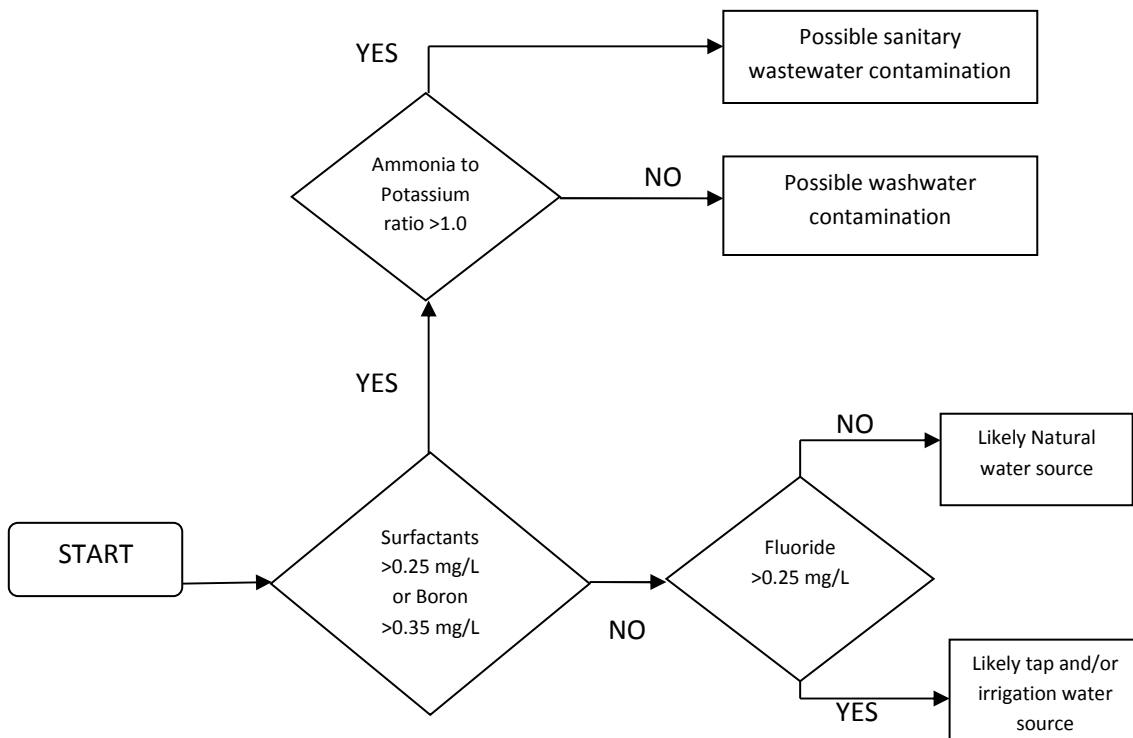 YES
Possible sanitary
wastewater contamination
Ammonia to
Potassium
ratio >1.0
NO
Possible washwater
contamination
YES
NO
Likely Natural
water source
START
Surfactants
>0.25 mg/L
or Boron
>0.35 mg/L
NO
Fluoride
>0.25 mg/L
YES
Likely tap and/or
irrigation water
source